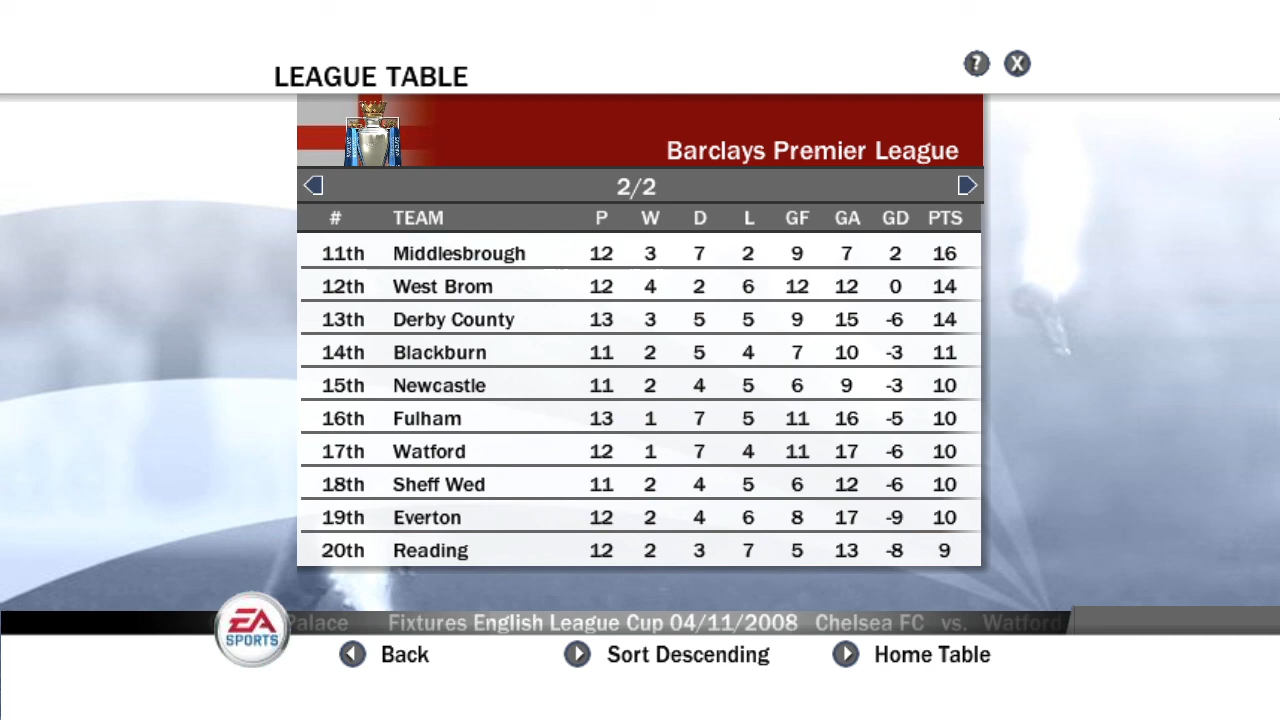 LEAGUE TABLE ? X
Barclays Premier League
2/2
# TEAM P W D L GF GA GD PTS
11th Middlesbrough 12 3 7 2 9 7 2 16
12th West Brom 12 4 2 6 12 12 0 14
13th Derby County 13 3 5 5 9 15 -6 14
14th Blackburn 11 2 5 4 7 10 -3 11
15th Newcastle 11 2 4 5 6 9 -3 10
16th Fulham 13 1 7 5 11 16 -5 10
17th Watford 12 1 7 4 11 17 -6 10
18th Sheff Wed 11 2 4 5 6 12 -6 10
19th Everton 12 2 4 6 8 17 -9 10
20th Reading 12 2 3 7 5 13 -8 9
Palace Fixtures English League Cup 04/11/2008 Chelsea FC vs. Watford
EA SPORTS
Back Sort Descending Home Table